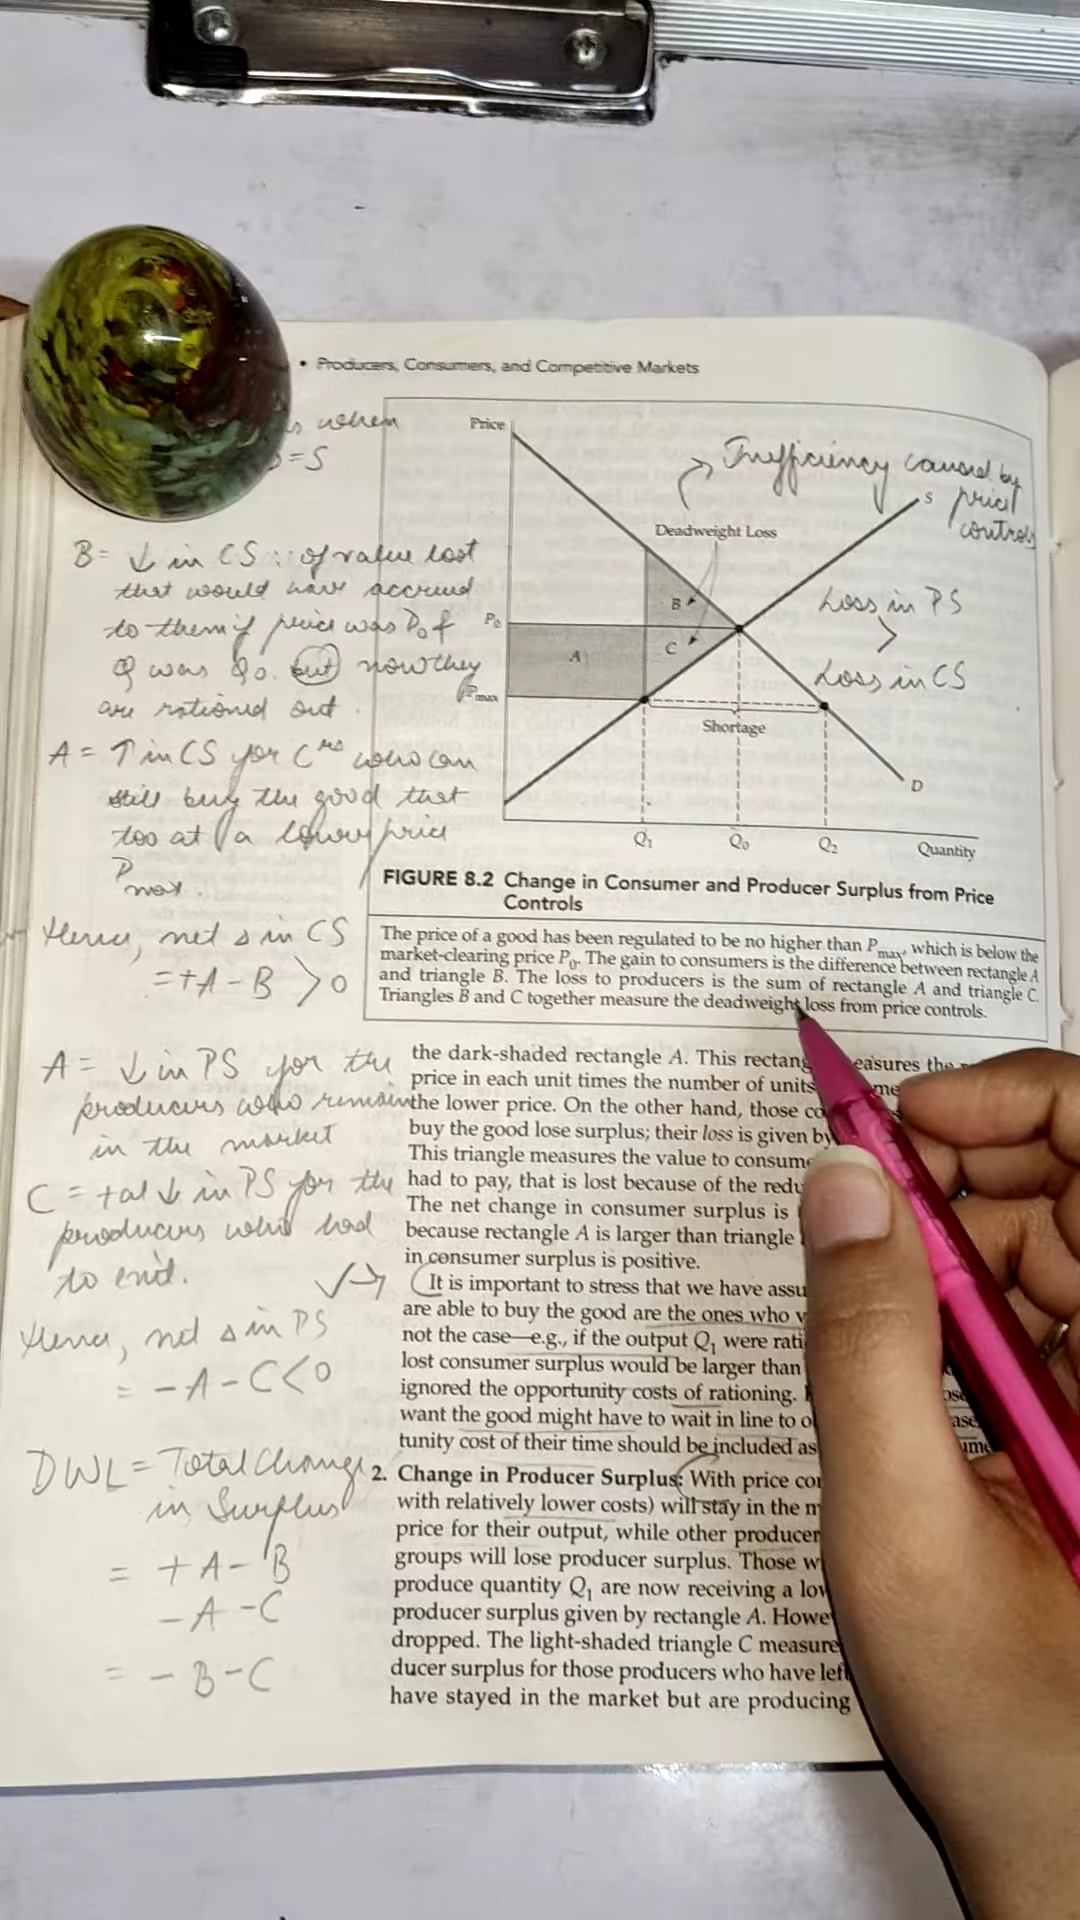 • Producers, Consumers, and Competitive Markets
when
=S
B = ↓ in CS ∵ of value lost
that would have accrued
to them if price was P₀ &
Q was Q₀. but now they
are rationed out.
A = ↑ in CS for Cᵐʳˢ who can
still buy the good that
too at a lower price
Pmax.
Hence, net Δ in CS
= +A - B > 0
A = ↓ in PS for the
producers who remain
in the market
C = +al ↓ in PS for the
producers who had
to exit.
Hence, net Δ in PS
= - A - C < 0
DWL = Total Change
in Surplus
= + A - B
- A - C
= - B - C
Price
Inefficiency caused by
price
controls
S
Deadweight Loss
B
P₀
C
A
Pmax
Loss in PS
>
Loss in CS
Shortage
D
Q₁
Q₀
Q₂
Quantity
FIGURE 8.2 Change in Consumer and Producer Surplus from Price
Controls
The price of a good has been regulated to be no higher than Pmax, which is below the
market-clearing price P₀. The gain to consumers is the difference between rectangle A
and triangle B. The loss to producers is the sum of rectangle A and triangle C.
Triangles B and C together measure the deadweight loss from price controls.
the dark-shaded rectangle A. This easures the
price in each unit times the number of units
the lower price. On the other hand, those
buy the good lose surplus; their loss is given by
This triangle measures the value to
had to pay, that is lost because of the
The net change in consumer surplus is
because rectangle A is larger than triangle
in consumer surplus is positive.
It is important to stress that we have
are able to buy the good are the ones who
not the case—e.g., if the output Q₁ were
lost consumer surplus would be larger than
ignored the opportunity costs of rationing.
want the good might have to wait in line to
tunity cost of their time should be included as
2. Change in Producer Surplus: With price
with relatively lower costs) will stay in the
price for their output, while other producer
groups will lose producer surplus. Those
produce quantity Q₁ are now receiving a
producer surplus given by rectangle A.
dropped. The light-shaded triangle C measure
ducer surplus for those producers who have
have stayed in the market but are producing